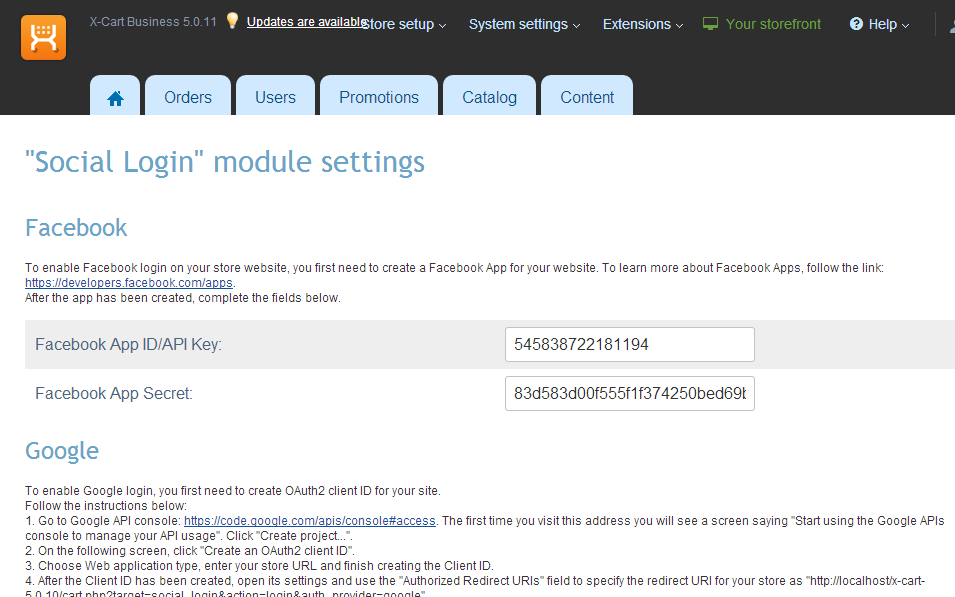 X-Cart Business 5.0.11 Updates are available Store setup System settings Extensions Your storefront Help
Orders Users Promotions Catalog Content
"Social Login" module settings
Facebook
To enable Facebook login on your store website, you first need to create a Facebook App for your website. To learn more about Facebook Apps, follow the link:
https://developers.facebook.com/apps.
After the app has been created, complete the fields below.
Facebook App ID/API Key: 545838722181194
Facebook App Secret: 83d583d00f555f1f374250bed69b
Google
To enable Google login, you first need to create OAuth2 client ID for your site.
Follow the instructions below:
1. Go to Google API console: https://code.google.com/apis/console#access. The first time you visit this address you will see a screen saying "Start using the Google APIs
console to manage your API usage". Click "Create project...".
2. On the following screen, click "Create an OAuth2 client ID".
3. Choose Web application type, enter your store URL and finish creating the Client ID.
4. After the Client ID has been created, open its settings and use the "Authorized Redirect URIs" field to specify the redirect URI for your store as "http://localhost/x-cart-
5.0.10/cart.php?target=social_login&action=login&auth_provider=google"